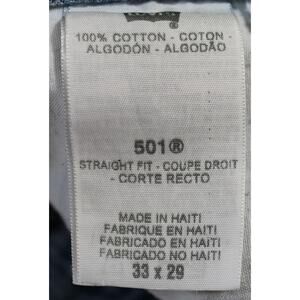 100% COTTON - COTON -
ALGODÓN - ALGODÃO
501®
STRAIGHT FIT - COUPE DROIT
- CORTE RECTO
MADE IN HAITI
FABRIQUE EN HAITI
FABRICADO EN HAITI
FABRICADO NO HAITI
33 x 29